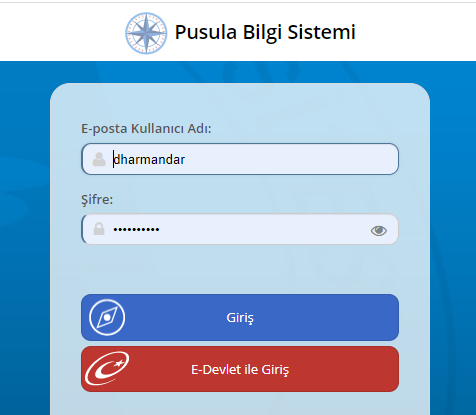 Pusula Bilgi Sistemi
E-posta Kullanıcı Adı:
dharmandar
Şifre:
••••••••••
Giriş
E-Devlet ile Giriş